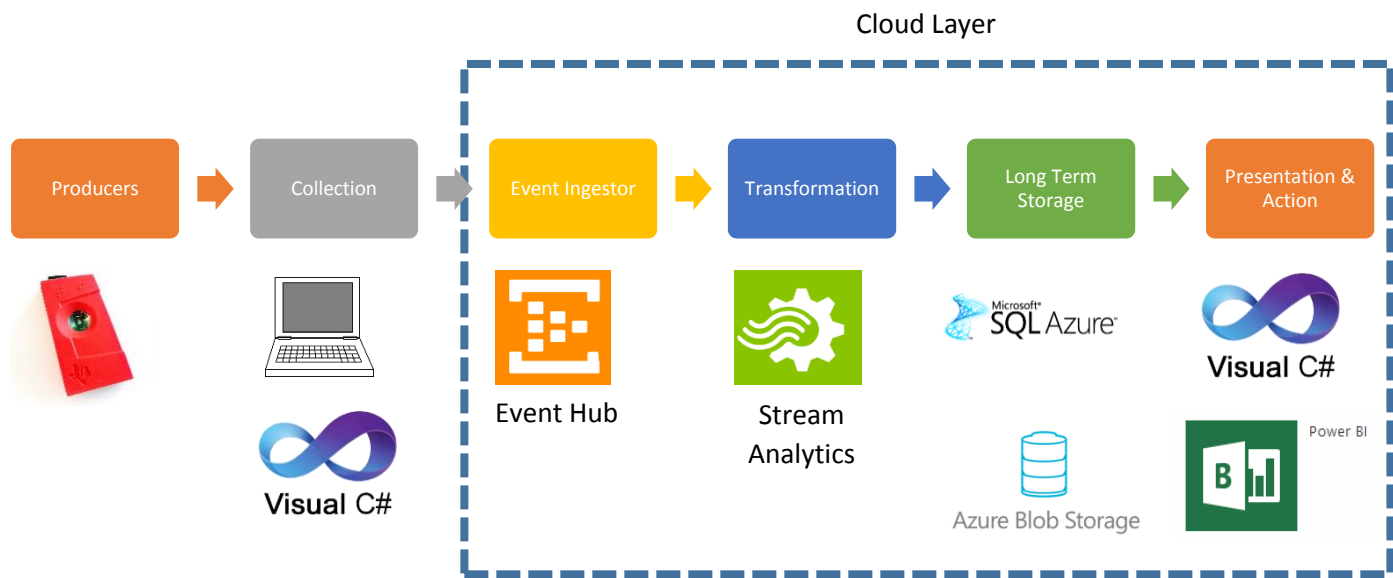 Cloud Layer
Producers
Collection
Event Ingestor
Transformation
Long Term
Storage
Presentation &
Action
Event Hub
Stream
Analytics
Microsoft®
SQL Azure™
Visual C#
Visual C#
Azure Blob Storage
B
Power BI